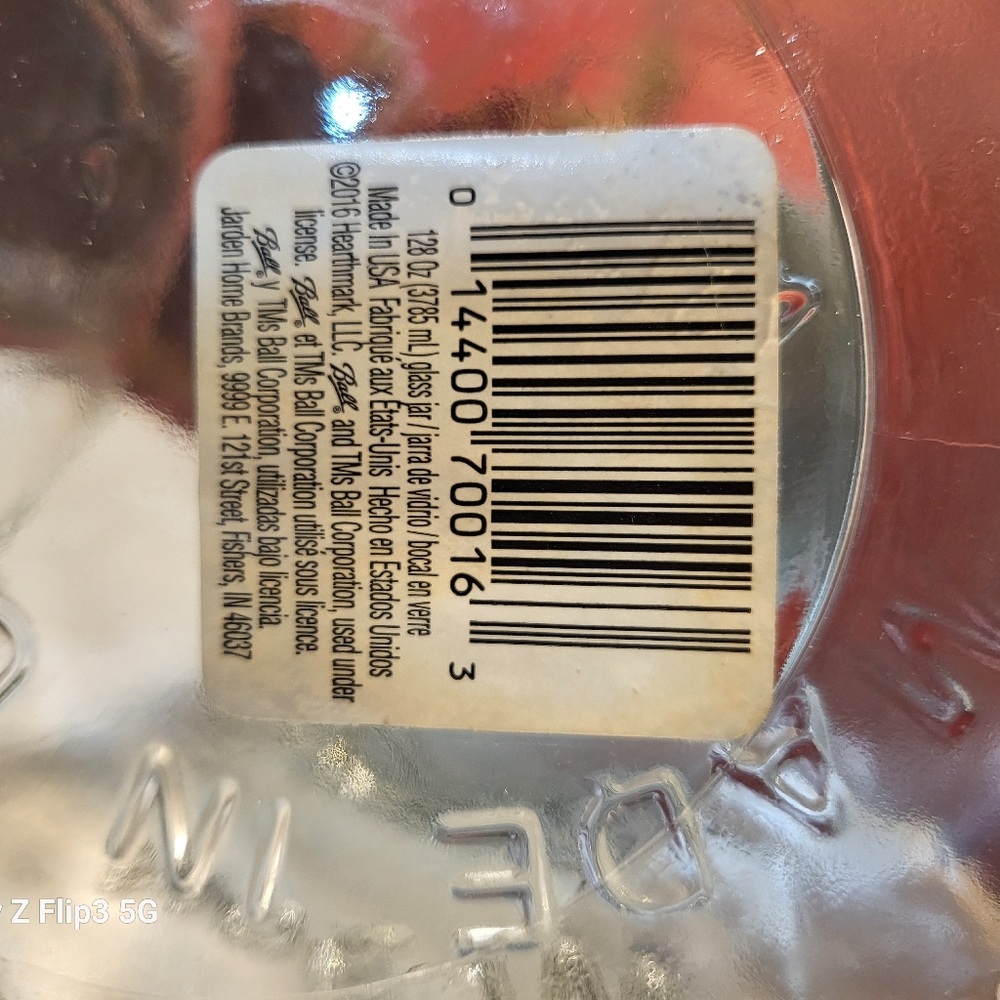 0 14400 70016 3
128 Oz (3785 mL), glass jar / jarra de vidrio / bocal en verre
Made In USA Fabriqué aux États-Unis Hecho en Estados Unidos
©2016 Hearthmark, LLC. Ball® and TMs Ball Corporation, used under
license. Ball® et TMs Ball Corporation utilisé sous licence.
Ball® y TMs Ball Corporation, utilizadas bajo licencia.
Jarden Home Brands, 9999 E. 121st Street, Fishers, IN 46037
MADE IN
Z Flip3 5G